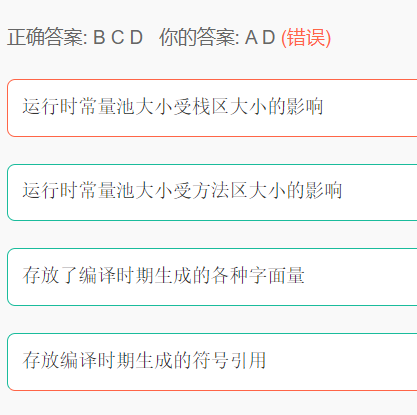 正确答案: B C D 你的答案: A D (错误)
运行时常量池大小受栈区大小的影响
运行时常量池大小受方法区大小的影响
存放了编译时期生成的各种字面量
存放编译时期生成的符号引用